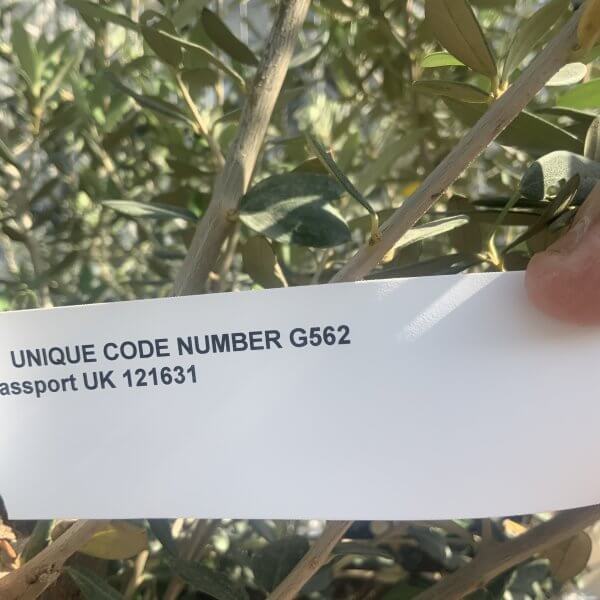 UNIQUE CODE NUMBER G562
assport UK 121631